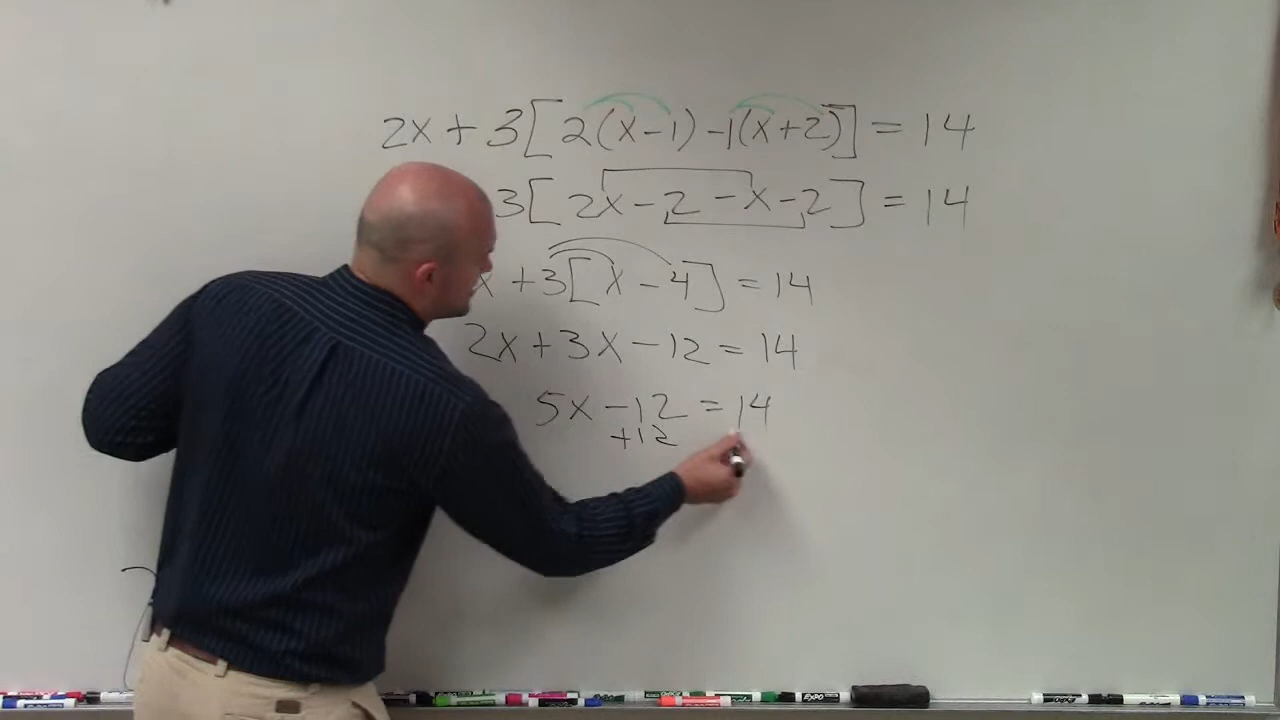 2x + 3[2(x-1) -1(x+2)] = 14
3[2x - 2 - x - 2] = 14
x + 3[x - 4] = 14
2x + 3x - 12 = 14
5x - 12 = 14
+12
EXPO